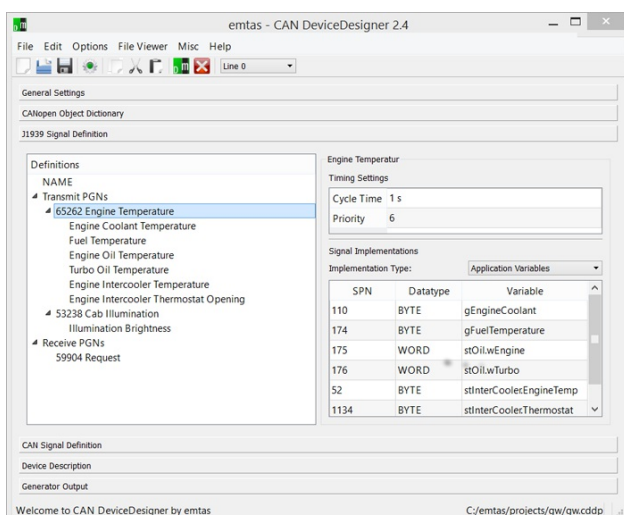 emtas - CAN DeviceDesigner 2.4
File Edit Options File Viewer Misc Help
Line 0
General Settings
CANopen Object Dictionary
J1939 Signal Definition
Definitions
NAME
Transmit PGNs
65262 Engine Temperature
Engine Coolant Temperature
Fuel Temperature
Engine Oil Temperature
Turbo Oil Temperature
Engine Intercooler Temperature
Engine Intercooler Thermostat Opening
53238 Cab Illumination
Illumination Brightness
Receive PGNs
59904 Request
Engine Temperatur
Timing Settings
Cycle Time 1 s
Priority 6
Signal Implementations
Implementation Type: Application Variables
SPN Datatype Variable
110 BYTE gEngineCoolant
174 BYTE gFuelTemperature
175 WORD stOil.wEngine
176 WORD stOil.wTurbo
52 BYTE stInterCooler.EngineTemp
1134 BYTE stInterCooler.Thermostat
CAN Signal Definition
Device Description
Generator Output
Welcome to CAN DeviceDesigner by emtas C:/emtas/projects/gw/gw.cddp